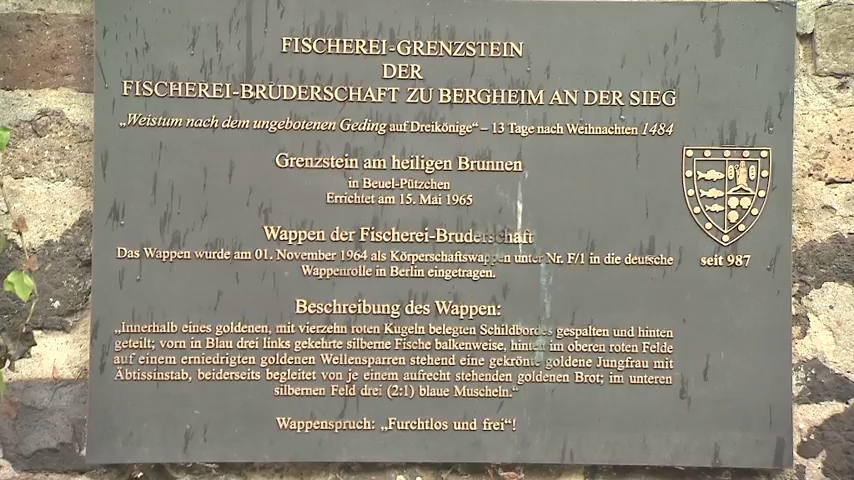 FISCHEREI-GRENZSTEIN
DER
FISCHEREI-BRUDERSCHAFT ZU BERGHEIM AN DER SIEG
„Weistum nach dem ungebotenen Geding auf Dreikönige“ – 13 Tage nach Weihnachten 1484
Grenzstein am heiligen Brunnen
in Beuel-Pützchen
Errichtet am 15. Mai 1965
Wappen der Fischerei-Bruderschaft
Das Wappen wurde am 01. November 1964 als Körperschaftswappen unter Nr. F/1 in die deutsche
Wappenrolle in Berlin eingetragen.
seit 987
Beschreibung des Wappen:
„Innerhalb eines goldenen, mit vierzehn roten Kugeln belegten Schildbordes gespalten und hinten
geteilt; vorn in Blau drei links gekehrte silberne Fische balkenweise, hinten im oberen roten Felde
auf einem erniedrigten goldenen Wellensparren stehend eine gekrönte goldene Jungfrau mit
Äbtissinstab, beiderseits begleitet von je einem aufrecht stehenden goldenen Brot; im unteren
silbernen Feld drei (2:1) blaue Muscheln.“
Wappenspruch: „Furchtlos und frei“!